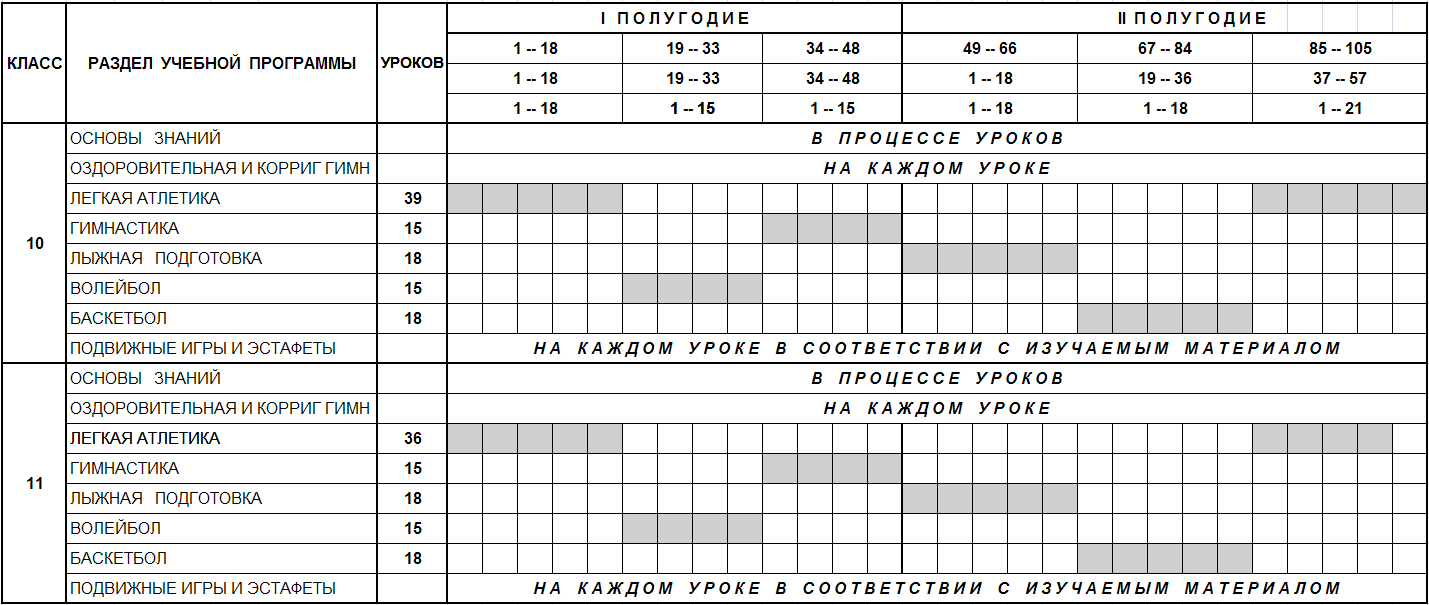 КЛАСС РАЗДЕЛ УЧЕБНОЙ ПРОГРАММЫ УРОКОВ I ПОЛУГОДИЕ II ПОЛУГОДИЕ
1 -- 18 19 -- 33 34 -- 48 49 -- 66 67 -- 84 85 -- 105
1 -- 18 19 -- 33 34 -- 48 1 -- 18 19 -- 36 37 -- 57
1 -- 18 1 -- 15 1 -- 15 1 -- 18 1 -- 18 1 -- 21
10
ОСНОВЫ ЗНАНИЙ В ПРОЦЕССЕ УРОКОВ
ОЗДОРОВИТЕЛЬНАЯ И КОРРИГ ГИМН НА КАЖДОМ УРОКЕ
ЛЕГКАЯ АТЛЕТИКА 39
ГИМНАСТИКА 15
ЛЫЖНАЯ ПОДГОТОВКА 18
ВОЛЕЙБОЛ 15
БАСКЕТБОЛ 18
ПОДВИЖНЫЕ ИГРЫ И ЭСТАФЕТЫ НА КАЖДОМ УРОКЕ В СООТВЕТСТВИИ С ИЗУЧАЕМЫМ МАТЕРИАЛОМ
11
ОСНОВЫ ЗНАНИЙ В ПРОЦЕССЕ УРОКОВ
ОЗДОРОВИТЕЛЬНАЯ И КОРРИГ ГИМН НА КАЖДОМ УРОКЕ
ЛЕГКАЯ АТЛЕТИКА 36
ГИМНАСТИКА 15
ЛЫЖНАЯ ПОДГОТОВКА 18
ВОЛЕЙБОЛ 15
БАСКЕТБОЛ 18
ПОДВИЖНЫЕ ИГРЫ И ЭСТАФЕТЫ НА КАЖДОМ УРОКЕ В СООТВЕТСТВИИ С ИЗУЧАЕМЫМ МАТЕРИАЛОМ